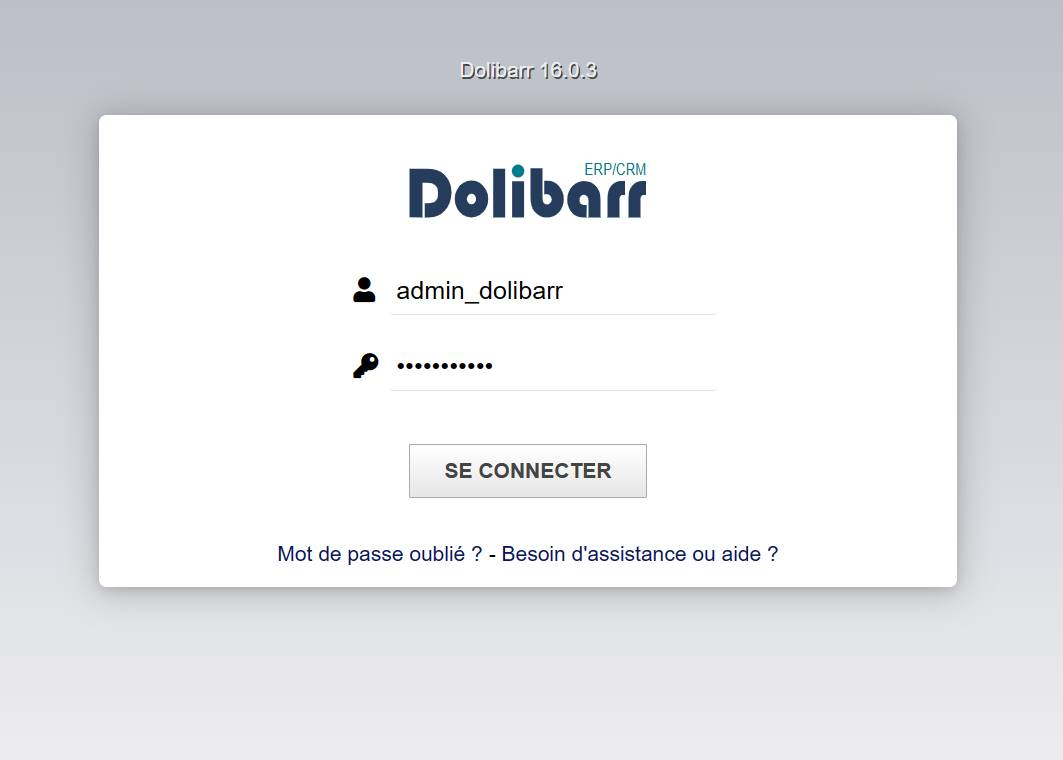 Dolibarr 16.0.3
ERP/CRM
Dolibarr
admin_dolibarr
•••••••••••
SE CONNECTER
Mot de passe oublié ? - Besoin d'assistance ou aide ?